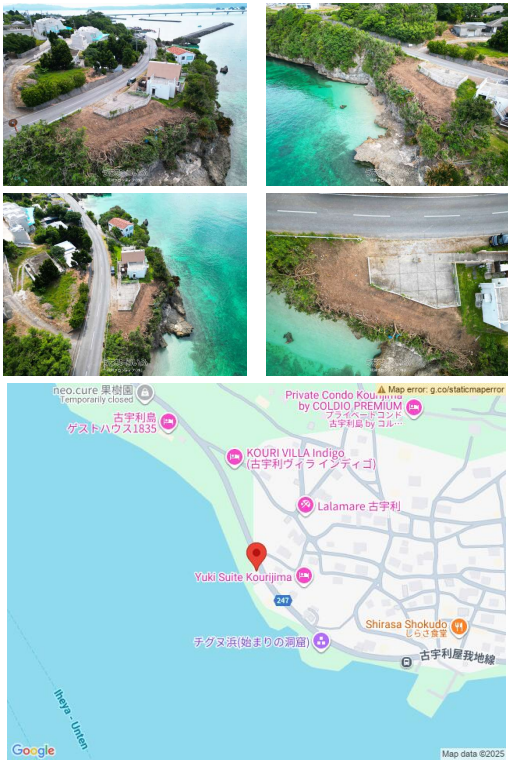 neo.cure 果樹園
Temporarily closed
古宇利島
ゲストハウス1835
Private Condo Kourijima
by COLDIO PREMIUM
プライベートコンド
古宇利島 by コル…
Map error: g.co/staticmaperror
KOURI VILLA Indigo
(古宇利ヴィラ インディゴ)
Lalamare 古宇利
Yuki Suite Kourijima
247
チグヌ浜(始まりの洞窟)
Shirasa Shokudo
しらさ食堂
古宇利屋我地線
Iheya - Unten
Google
Map data ©2025